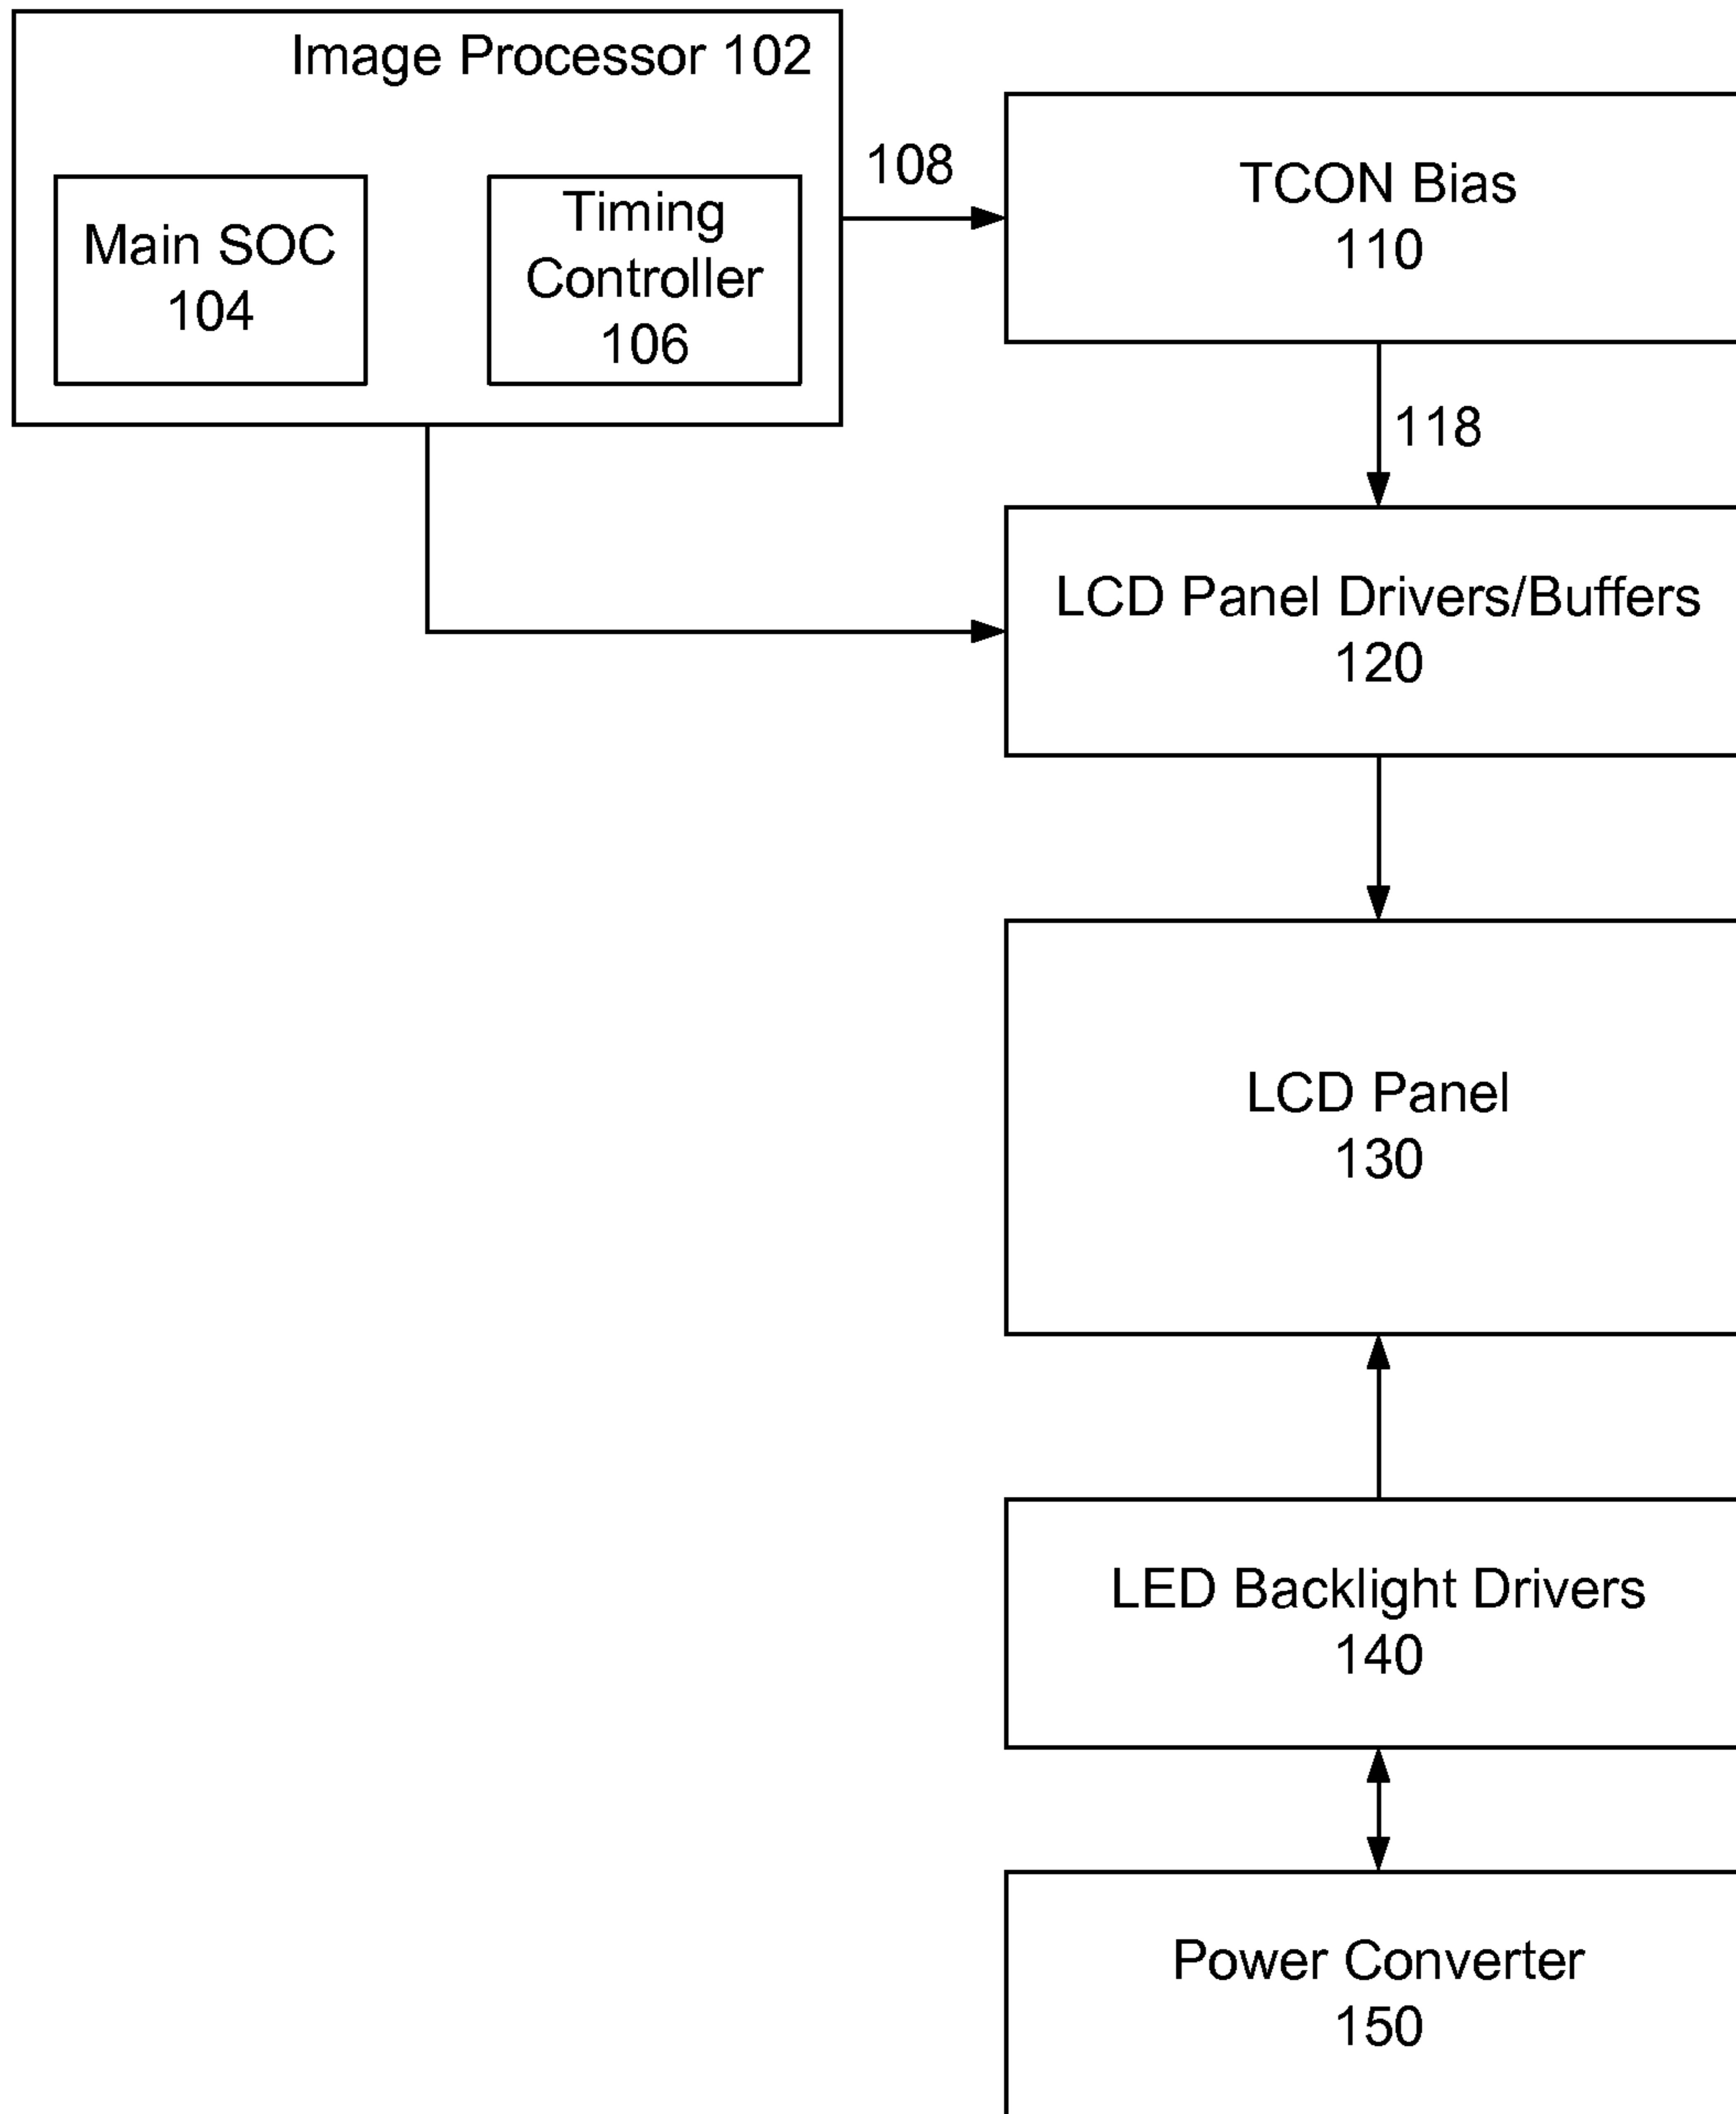 Image Processor 102
Main SOC
104
Timing
Controller
106
108
TCON Bias
110
118
LCD Panel Drivers/Buffers
120
LCD Panel
130
LED Backlight Drivers
140
Power Converter
150